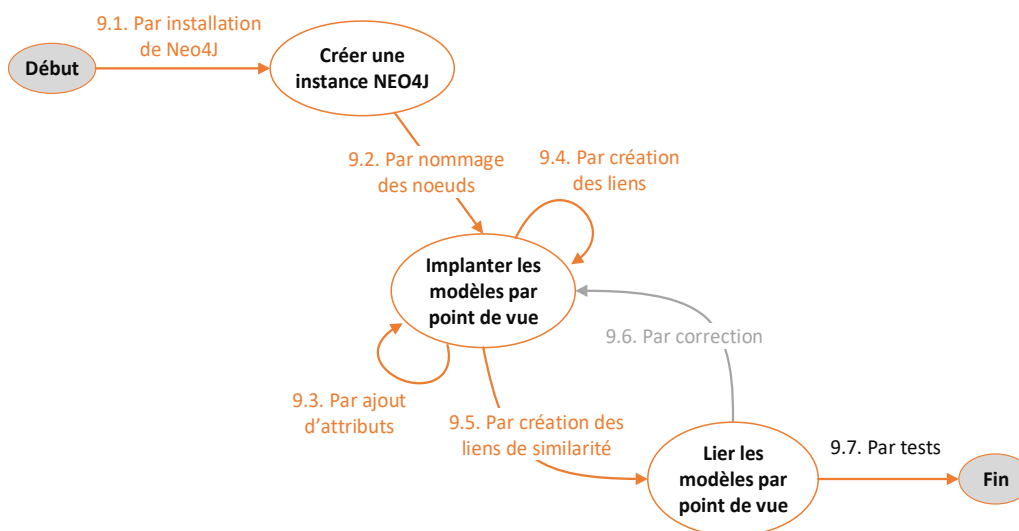 9.1. Par installation
de Neo4J
Début
Créer une
instance NEO4J
9.2. Par nommage
des noeuds
9.4. Par création
des liens
Implanter les
modèles par
point de vue
9.6. Par correction
9.3. Par ajout
d’attributs
9.5. Par création des
liens de similarité
Lier les
modèles par
point de vue
9.7. Par tests
Fin